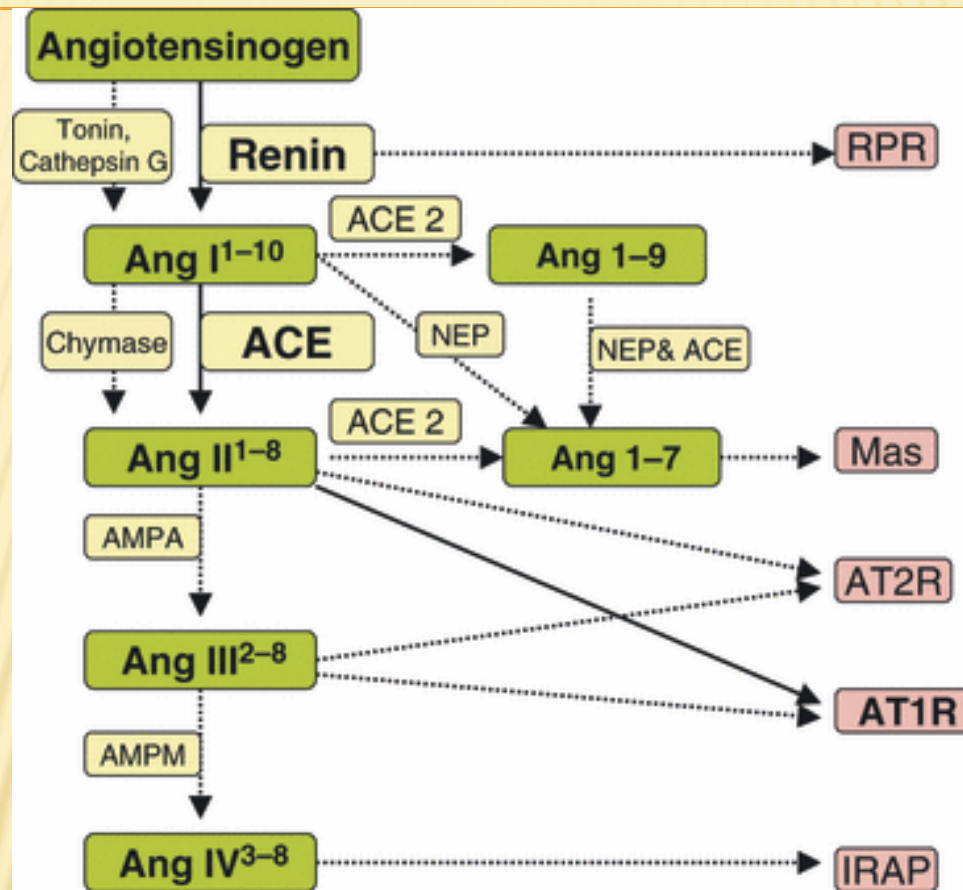 Angiotensinogen
Tonin,
Cathepsin G
Renin
RPR
ACE 2
Ang I¹⁻¹⁰
Ang 1–9
Chymase
ACE
NEP
NEP& ACE
ACE 2
Ang II¹⁻⁸
Ang 1–7
Mas
AMPA
AT2R
Ang III²⁻⁸
AT1R
AMPM
Ang IV³⁻⁸
IRAP